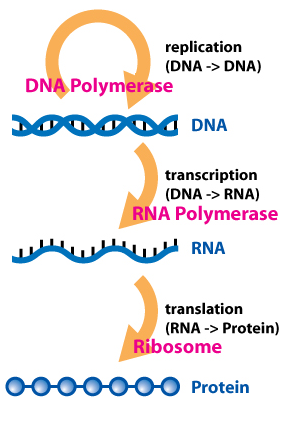 replication
(DNA -> DNA)
DNA Polymerase
DNA
transcription
(DNA -> RNA)
RNA Polymerase
RNA
translation
(RNA -> Protein)
Ribosome
Protein